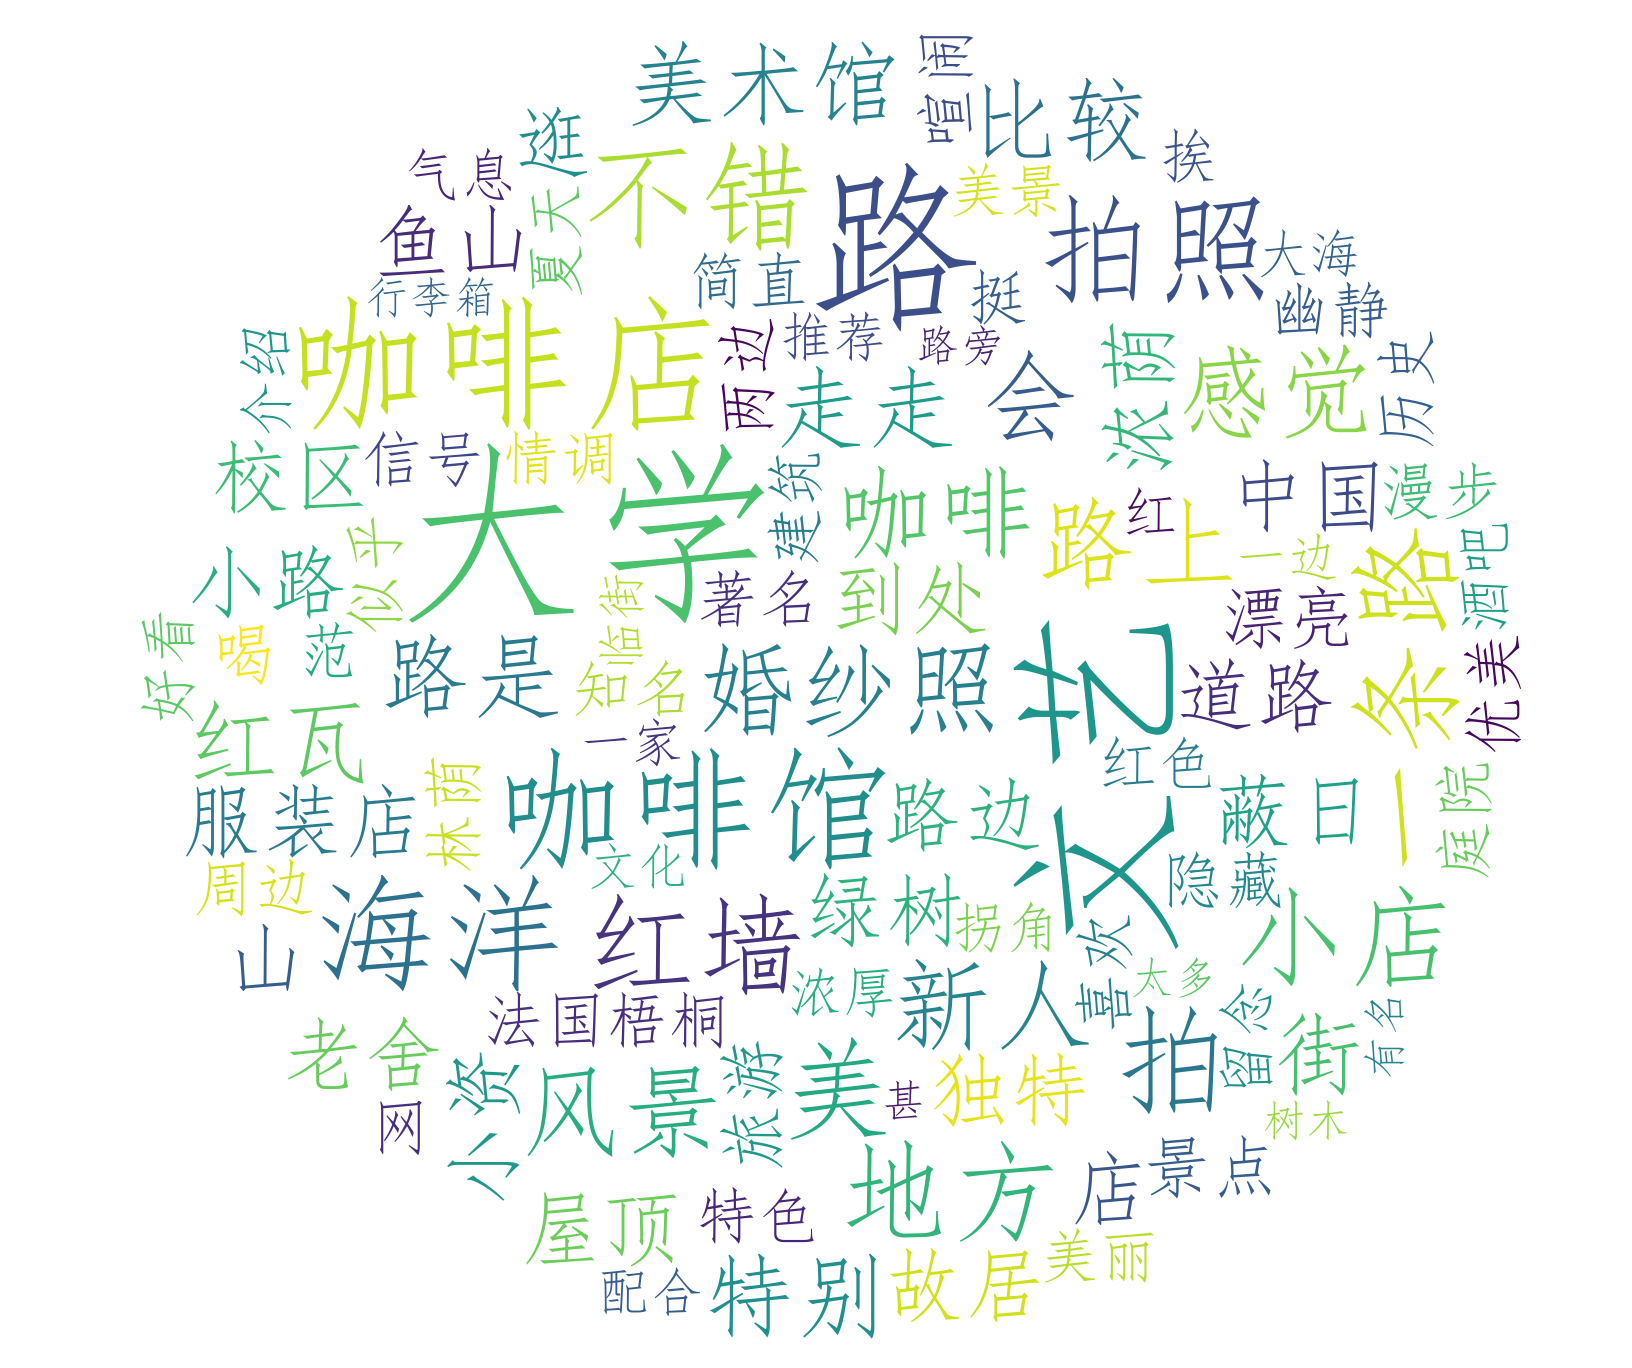 美术馆
喧闹
比较
逛
不错
挨
气息
夏天
路
美景
拍照
鱼山
大海
简直
挺
行李箱
幽静
咖啡店
两边
推荐
路旁
介绍
走走
会
浓荫
感觉
历史
校区
信号
情调
大学
建筑
咖啡
红
中国
漫步
路上
小路
似乎
临街
著名
到处
一边
一条路
酒吧
好看
喝
范
路是
知名
婚纱照
文艺
道路
漂亮
优美
红瓦
一家
红色
服装店
林荫
咖啡馆
路边
蔽日
庭院
周边
文化
隐藏
山
海洋
红墙
绿树
拐角
喜欢
小店
浓厚
太多
法国梧桐
新人
留念
有名
老舍
小资
风景
旅游
美
甚
独特
拍
街
网
树木
地方
店
景点
屋顶
特色
配合
特别
故居
美丽